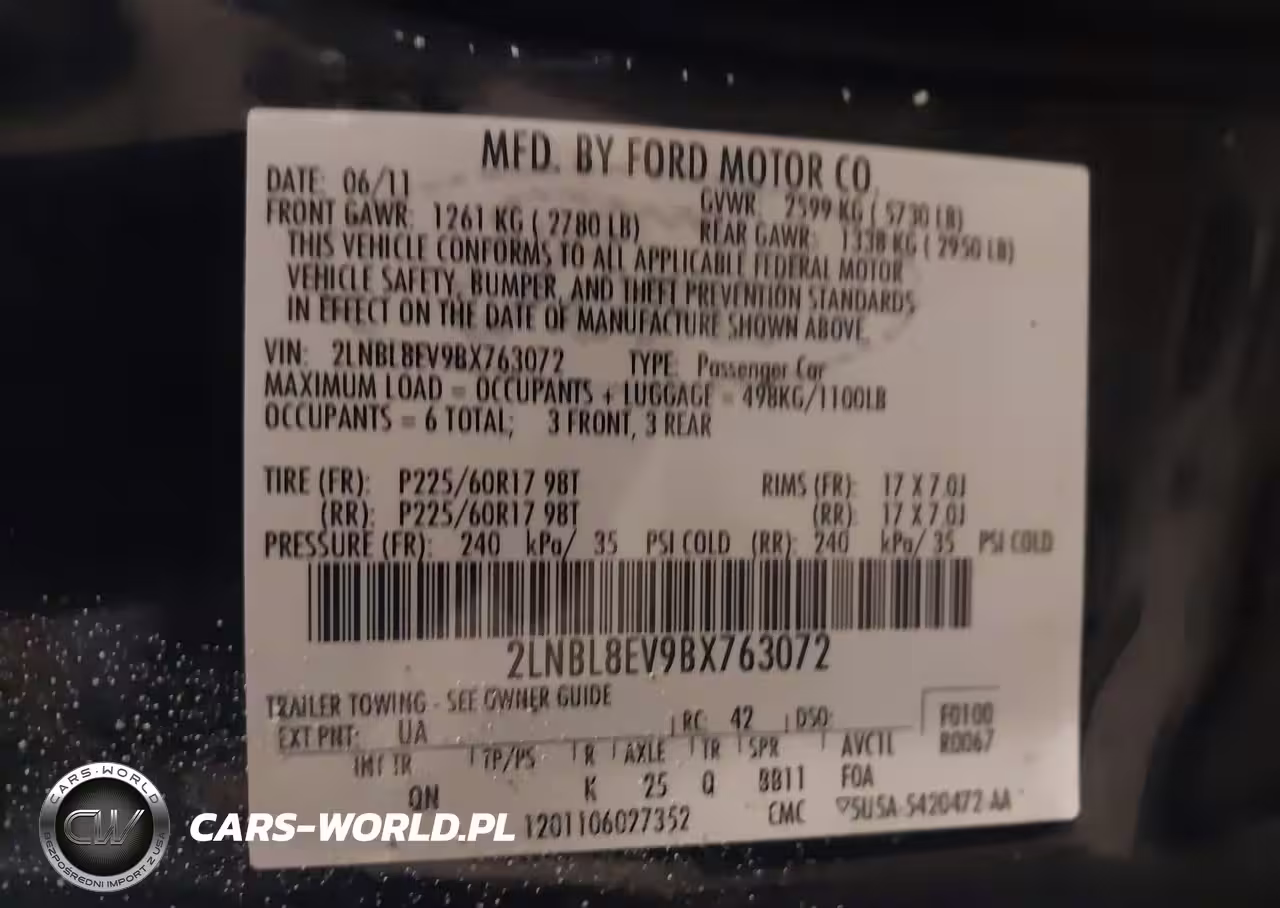 MFD. BY FORD MOTOR CO.
DATE: 06/11 GVWR: 2599 KG ( 5730 LB)
FRONT GAWR: 1261 KG ( 2780 LB) REAR GAWR: 1338 KG ( 2950 LB)
THIS VEHICLE CONFORMS TO ALL APPLICABLE FEDERAL MOTOR
VEHICLE SAFETY, BUMPER, AND THEFT PREVENTION STANDARDS
IN EFFECT ON THE DATE OF MANUFACTURE SHOWN ABOVE.
VIN: 2LNBL8EV9BX763072 TYPE: Passenger Car
MAXIMUM LOAD = OCCUPANTS + LUGGAGE = 498KG/1100LB
OCCUPANTS = 6 TOTAL; 3 FRONT, 3 REAR
TIRE (FR): P225/60R17 98T RIMS (FR): 17 X 7.0J
(RR): P225/60R17 98T (RR): 17 X 7.0J
PRESSURE (FR): 240 kPa/ 35 PSI COLD (RR): 240 kPa/ 35 PSI COLD
2LNBL8EV9BX763072
TRAILER TOWING - SEE OWNER GUIDE
EXT PNT: UA RC: 42 DSO: F0100
R0067
INT TR TP/PS R AXLE TR SPR AVCTL
QN K 25 Q BB11 FOA
1201106027352 CMC 5U5A-5420472-AA
CARS-WORLD
CW
BEZPOŚREDNI IMPORT Z USA
CARS-WORLD.PL